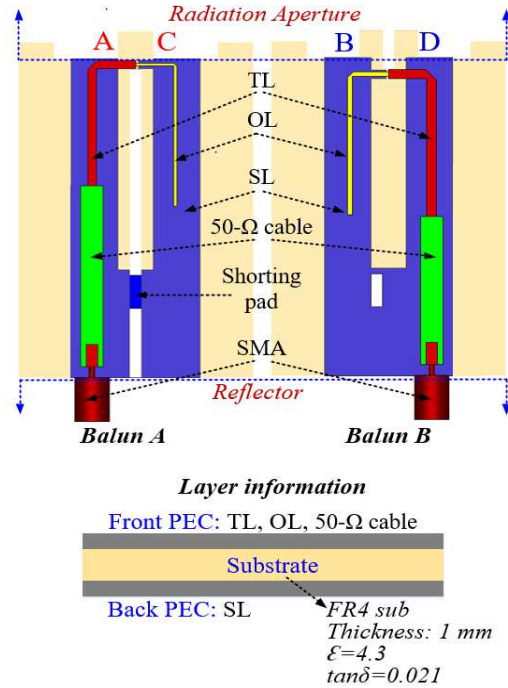 Radiation Aperture
A C B D
TL
OL
SL
50-Ω cable
Shorting
pad
SMA
Reflector
Balun A Balun B
Layer information
Front PEC: TL, OL, 50-Ω cable
Substrate
Back PEC: SL
FR4 sub
Thickness: 1 mm
Ɛ=4.3
tanδ=0.021